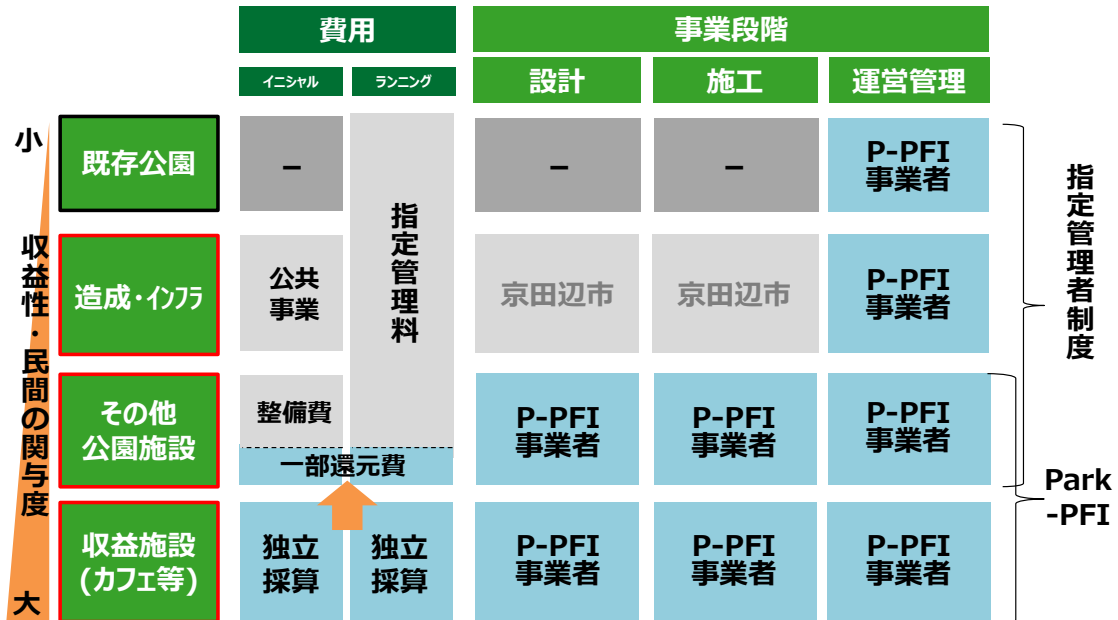 費用
事業段階
イニシャル
ランニング
設計
施工
運営管理
小
収益性・民間の関与度
大
既存公園
–
指定管理料
–
–
P-PFI
事業者
造成・インフラ
公共
事業
京田辺市
京田辺市
P-PFI
事業者
その他
公園施設
整備費
一部還元費
P-PFI
事業者
P-PFI
事業者
P-PFI
事業者
収益施設
(カフェ等)
独立
採算
独立
採算
P-PFI
事業者
P-PFI
事業者
P-PFI
事業者
指定管理者制度
Park
-PFI